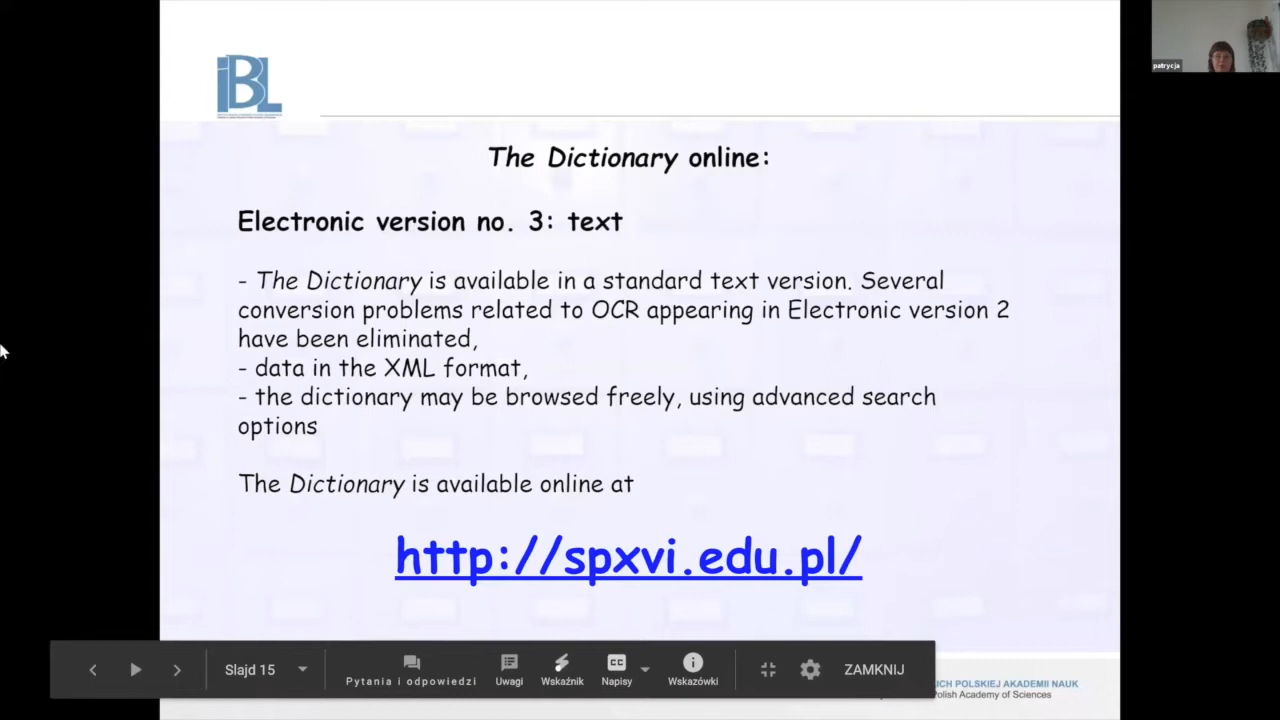 iBL
patrycja
The Dictionary online:
Electronic version no. 3: text
- The Dictionary is available in a standard text version. Several
conversion problems related to OCR appearing in Electronic version 2
have been eliminated,
- data in the XML format,
- the dictionary may be browsed freely, using advanced search
options
The Dictionary is available online at
http://spxvi.edu.pl/
Slajd 15
Pytania i odpowiedzi
Uwagi
Wskaźnik
Napisy
Wskazówki
ZAMKNIJ
ICH POLSKIEJ AKADEMII NAUK
Polish Academy of Sciences